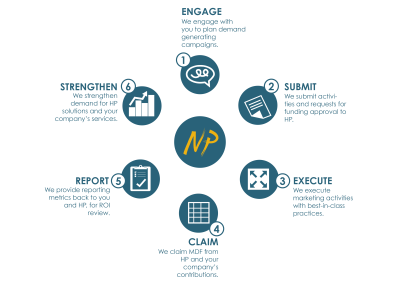 ENGAGE
We engage with
you to plan demand
generating
campaigns.
1
2
SUBMIT
We submit activi-
ties and requests for
funding approval to
HP.
3
EXECUTE
We execute
marketing activities
with best-in-class
practices.
4
CLAIM
We claim MDF from
HP and your
company's
contributions.
REPORT
5
We provide reporting
metrics back to you
and HP, for ROI
review.
STRENGTHEN
6
We strengthen
demand for HP
solutions and your
company's services.
NP